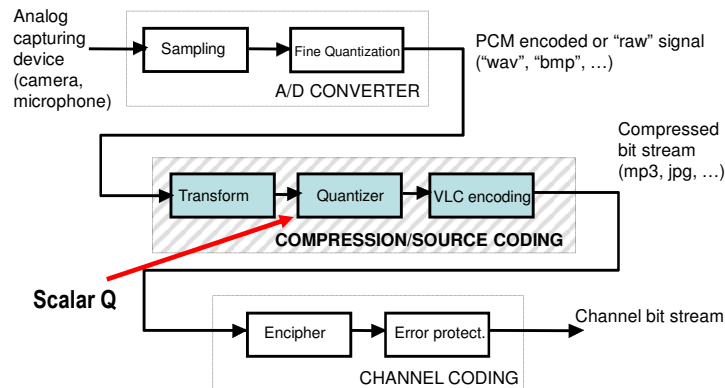 Analog
capturing
device
(camera,
microphone)
Sampling
Fine Quantization
A/D CONVERTER
PCM encoded or “raw” signal
(“wav”, “bmp”, …)
Compressed
bit stream
(mp3, jpg, …)
Transform
Quantizer
VLC encoding
COMPRESSION/SOURCE CODING
Scalar Q
Encipher
Error protect.
CHANNEL CODING
Channel bit stream